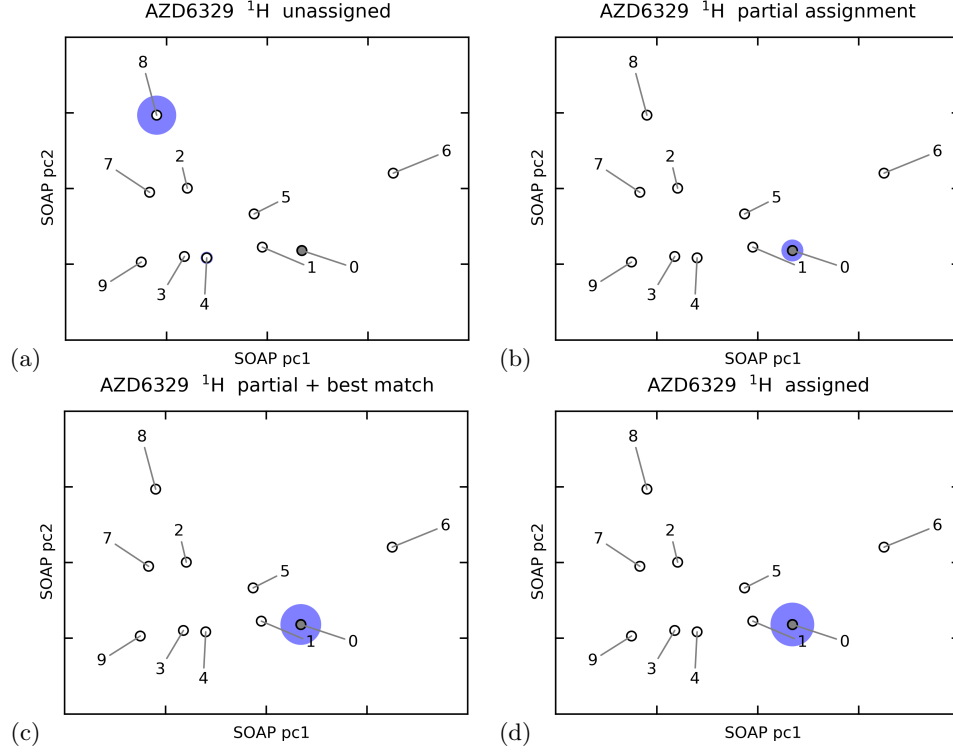 AZD6329 ¹H unassigned
8
7
2
6
5
9
3
4
1
0
SOAP pc2
SOAP pc1
(a)
AZD6329 ¹H partial assignment
8
7
2
6
5
9
3
4
1
0
SOAP pc2
SOAP pc1
(b)
AZD6329 ¹H partial + best match
8
7
2
6
5
9
3
4
1
0
SOAP pc2
SOAP pc1
(c)
AZD6329 ¹H assigned
8
7
2
6
5
9
3
4
1
0
SOAP pc2
SOAP pc1
(d)